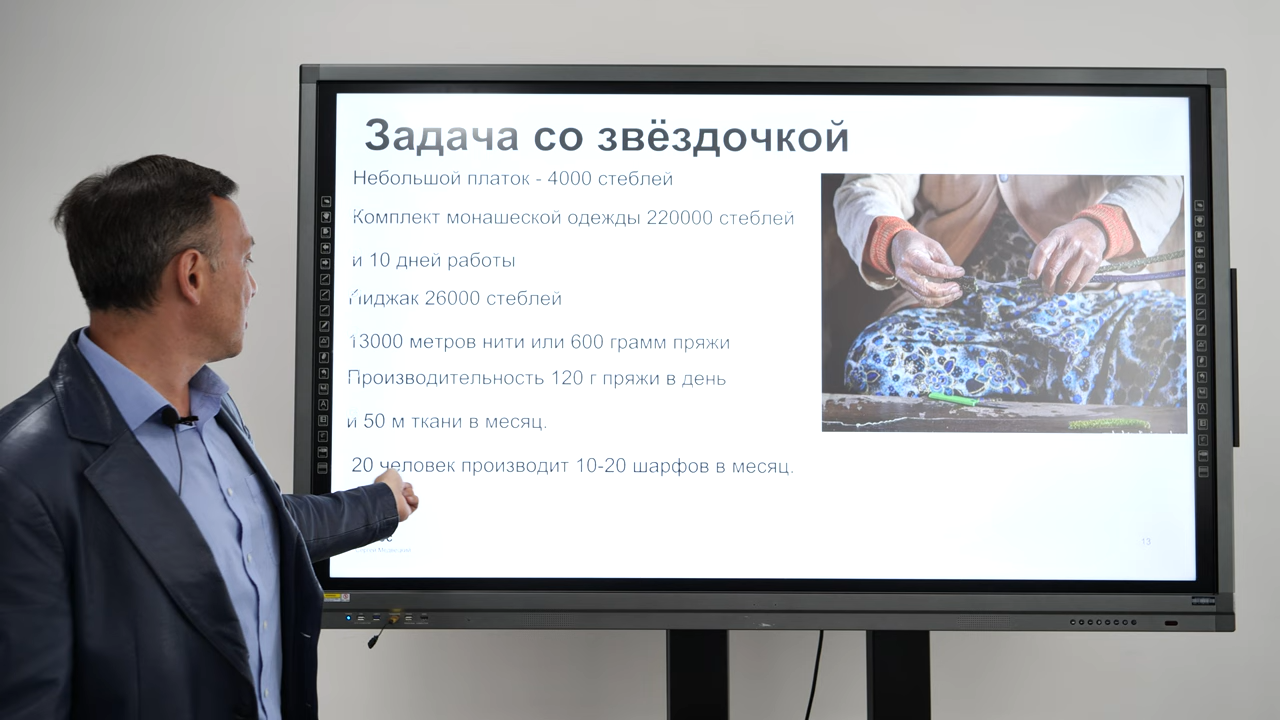 Задача со звёздочкой
Небольшой платок - 4000 стеблей
Комплект монашеской одежды 220000 стеблей
и 10 дней работы
Пиджак 26000 стеблей
13000 метров нити или 600 грамм пряжи
Производительность 120 г пряжи в день
и 50 м ткани в месяц.
20 человек производит 10-20 шарфов в месяц.
13